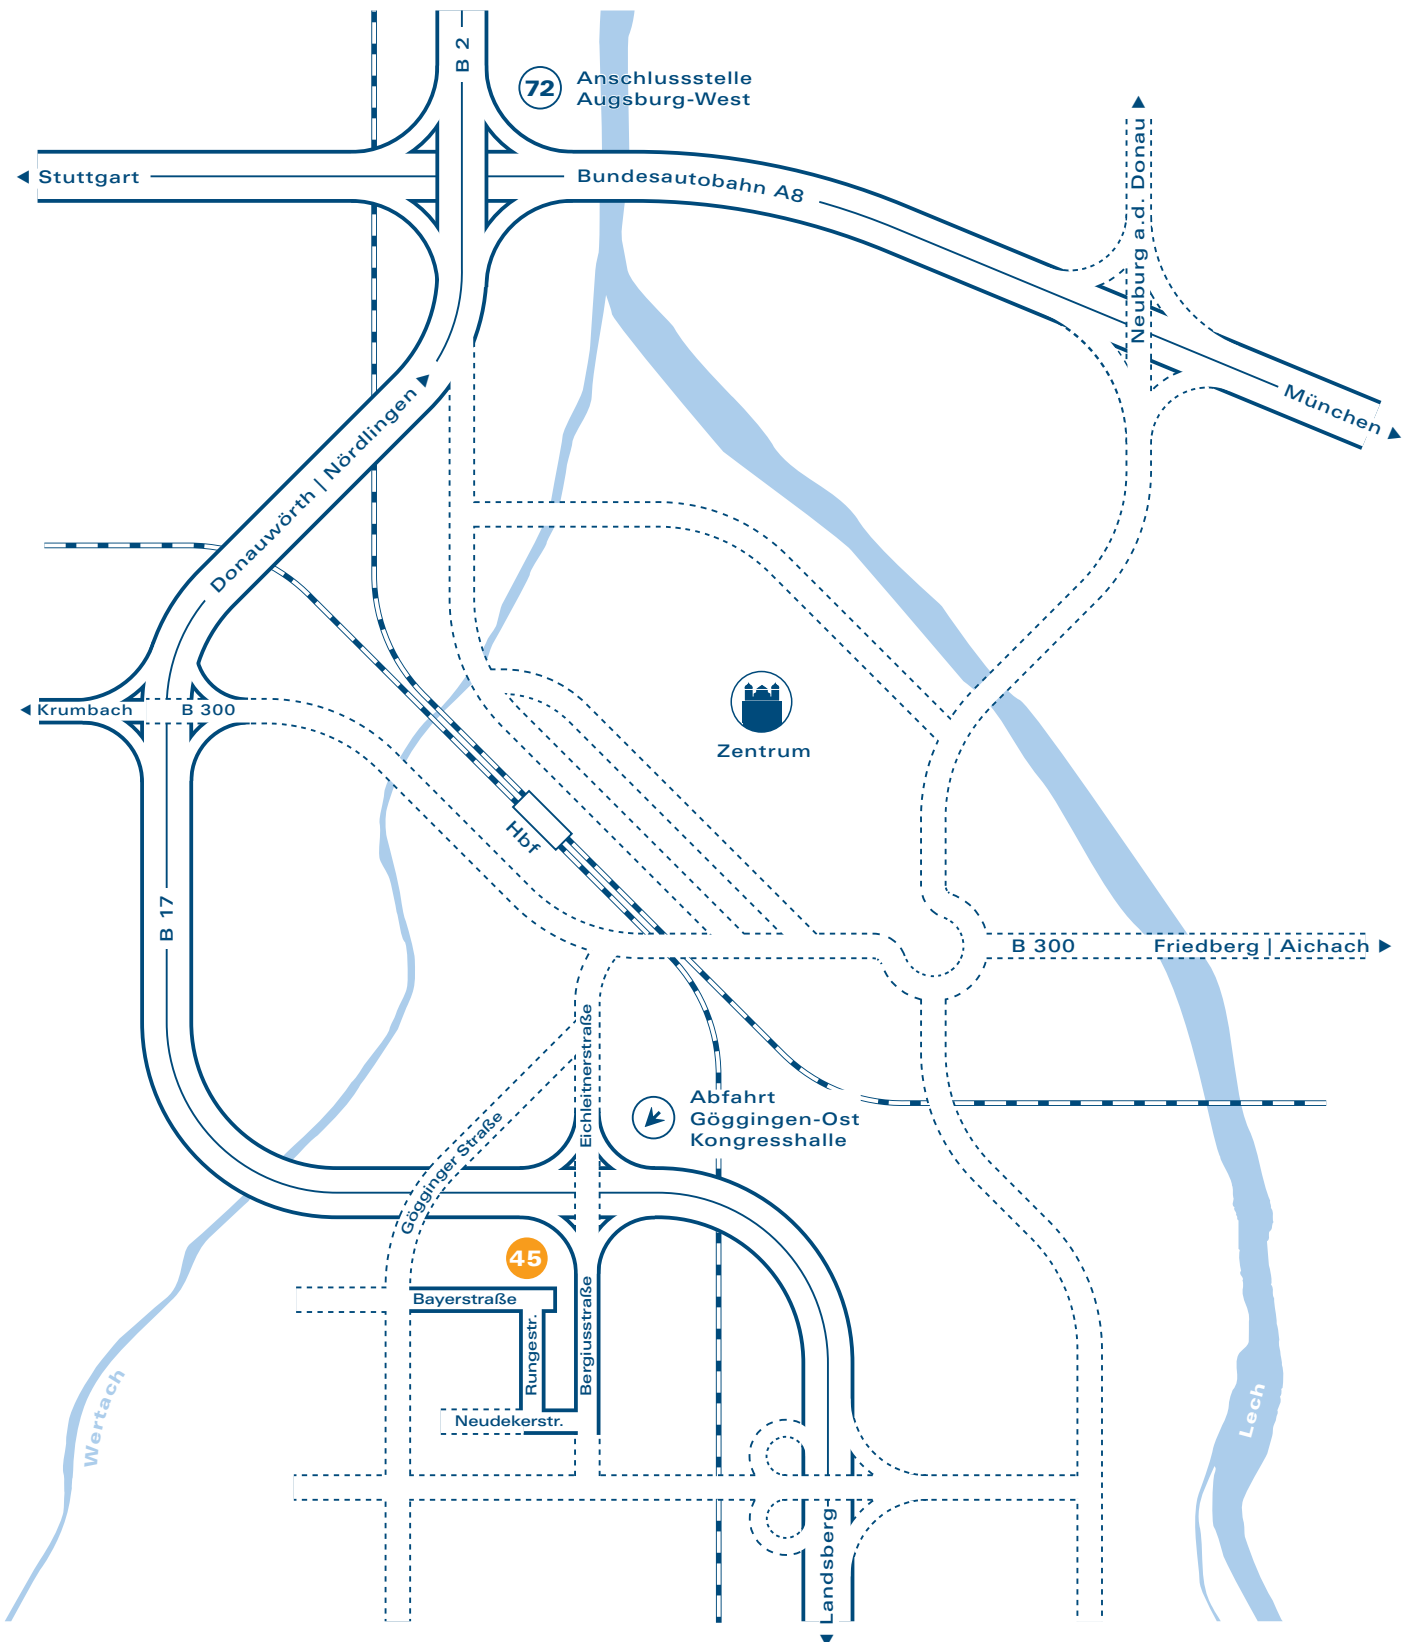 B 2
72
Anschlussstelle
Augsburg-West
Stuttgart
Bundesautobahn A8
Neuburg a.d. Donau
München
Donauwörth | Nördlingen
Krumbach
B 300
Zentrum
Hbf
B 17
B 300
Friedberg | Aichach
Eichleitnerstraße
Abfahrt
Göggingen-Ost
Kongresshalle
Gögginger Straße
45
Bayerstraße
Rungestr.
Bergiusstraße
Neudekerstr.
Wertach
Lech
Landsberg